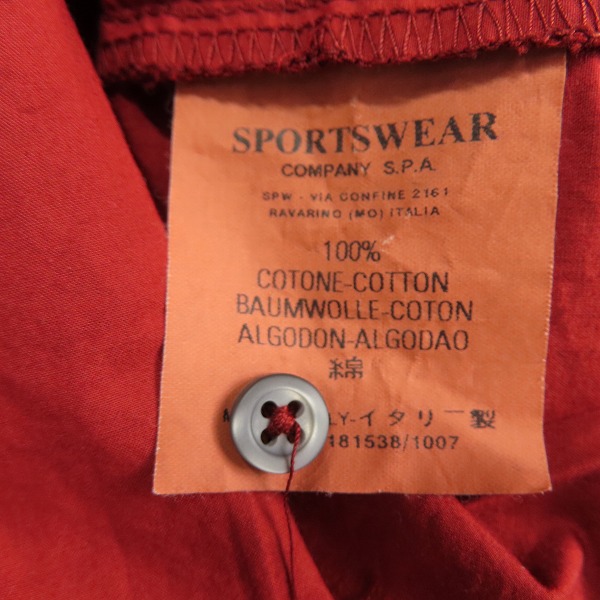 SPORTSWEAR
COMPANY S.P.A.
SPW - VIA CONFINE 2161
RAVARINO (MO) ITALIA
100%
COTONE-COTTON
BAUMWOLLE-COTON
ALGODON-ALGODAO
綿
LY-イタリー製
181538/1007